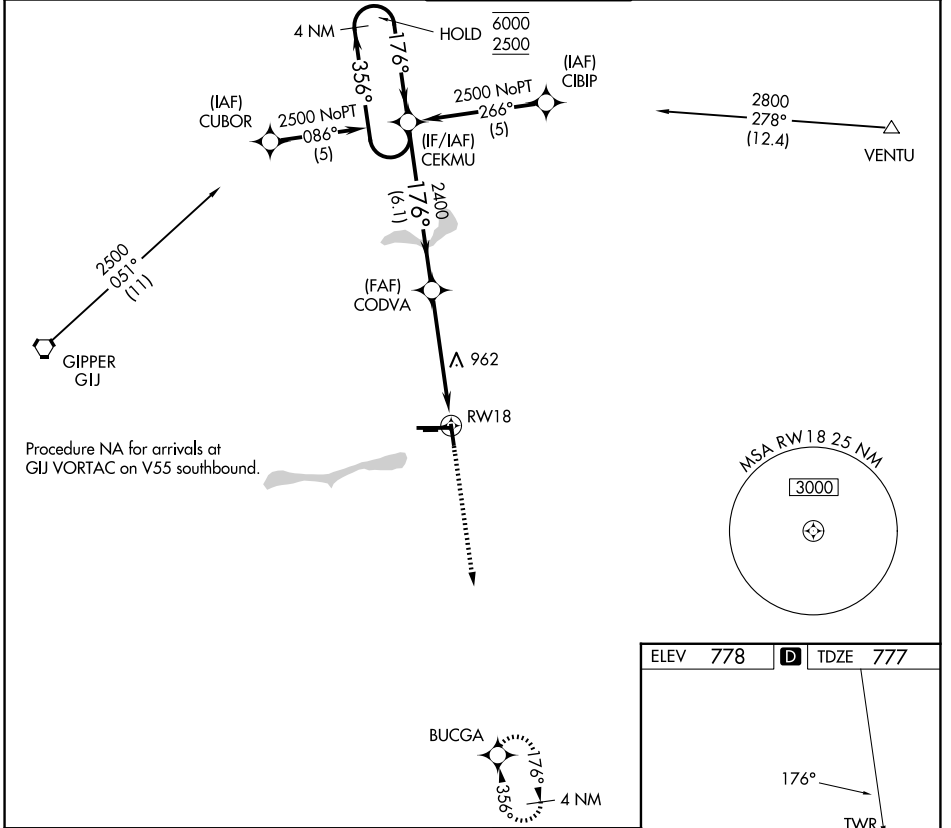 4 NM
HOLD
6000
2500
176°
356°
(IAF)
CIBIP
2500 NoPT
266°
(5)
(IAF)
CUBOR
2500 NoPT
086°
(5)
(IF/IAF)
CEKMU
2800
278°
(12.4)
VENTU
2400
176°
(6.1)
2500
051°
(11)
(FAF)
CODVA
GIPPER
GIJ
962
RW18
Procedure NA for arrivals at
GIJ VORTAC on V55 southbound.
MSA RW18 25 NM
3000
ELEV 778 D TDZE 777
BUCGA
176°
356°
4 NM
176°
TWR